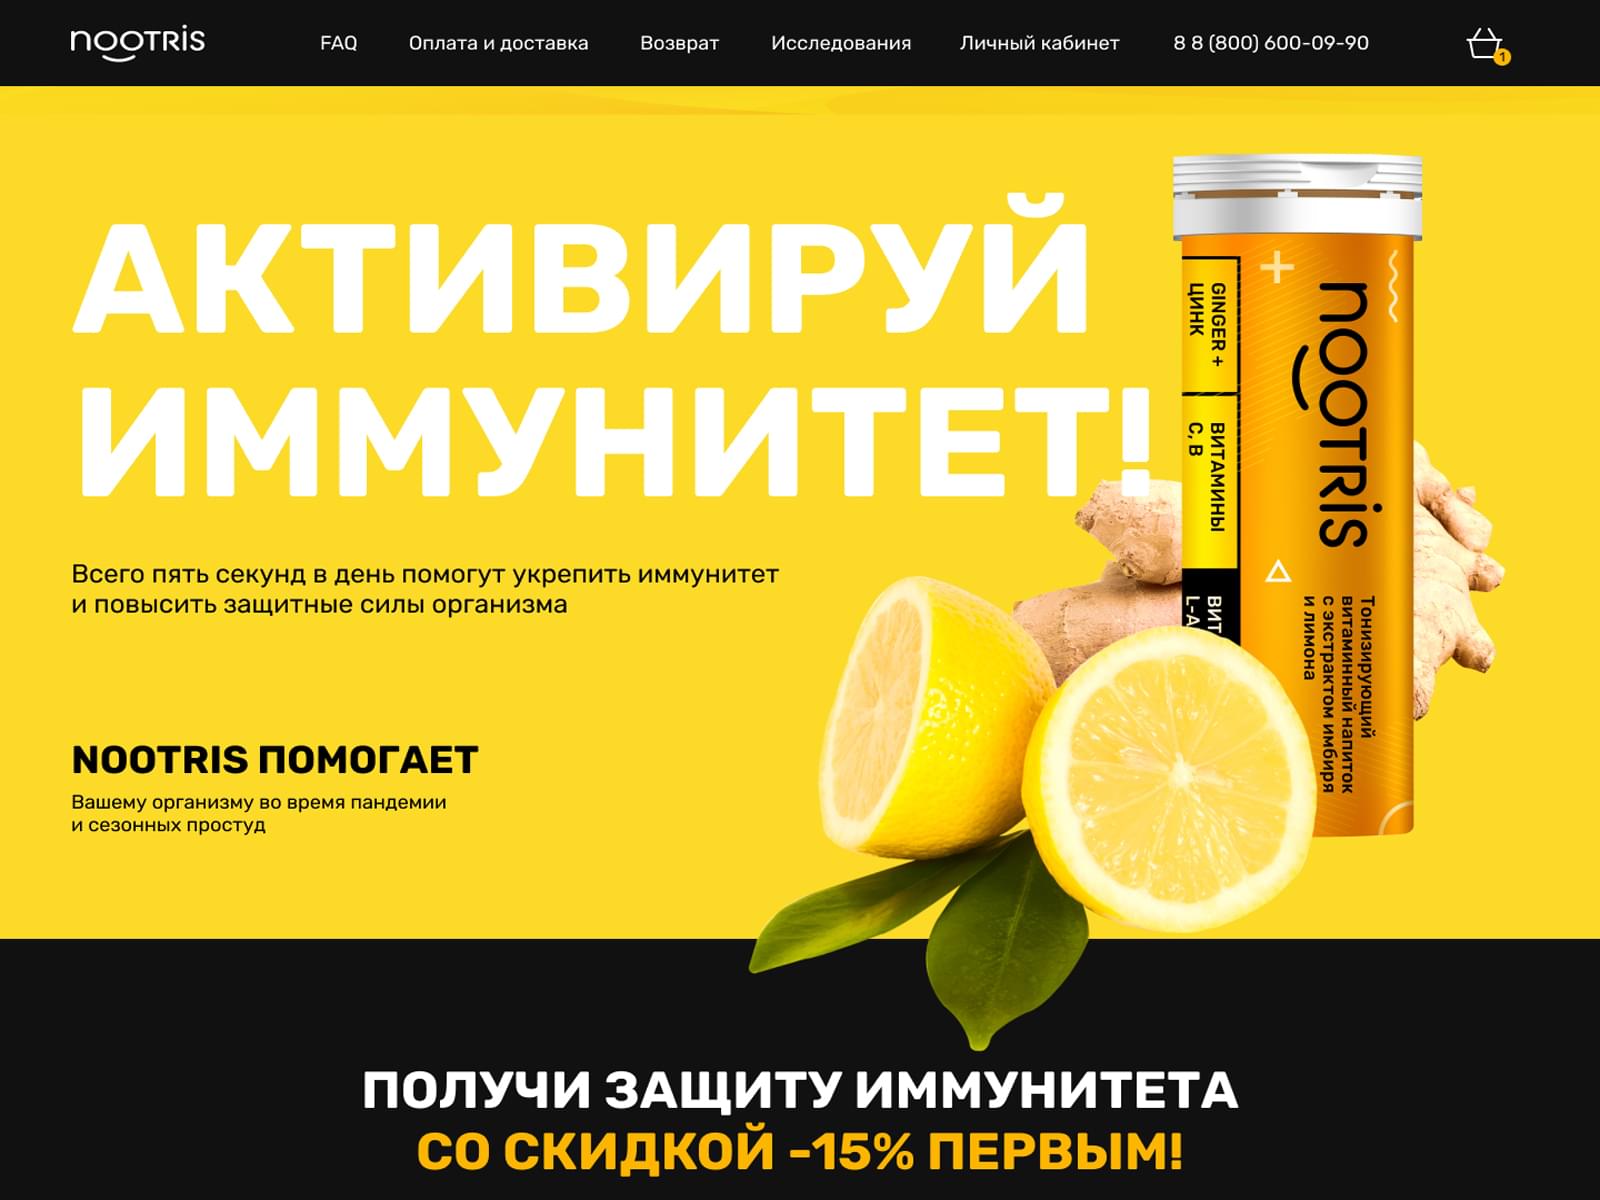 nooTRiS
FAQ
Оплата и доставка
Возврат
Исследования
Личный кабинет
8 8 (800) 600-09-90
1
АКТИВИРУЙ
ИММУНИТЕТ!
Всего пять секунд в день помогут укрепить иммунитет
и повысить защитные силы организма
NOOTRIS ПОМОГАЕТ
Вашему организму во время пандемии
и сезонных простуд
GINGER +
ЦИНК
ВИТАМИНЫ
С, В
nooTRiS
Тонизирующий
витаминный напиток
с экстрактом имбиря
и лимона
ПОЛУЧИ ЗАЩИТУ ИММУНИТЕТА
СО СКИДКОЙ -15% ПЕРВЫМ!